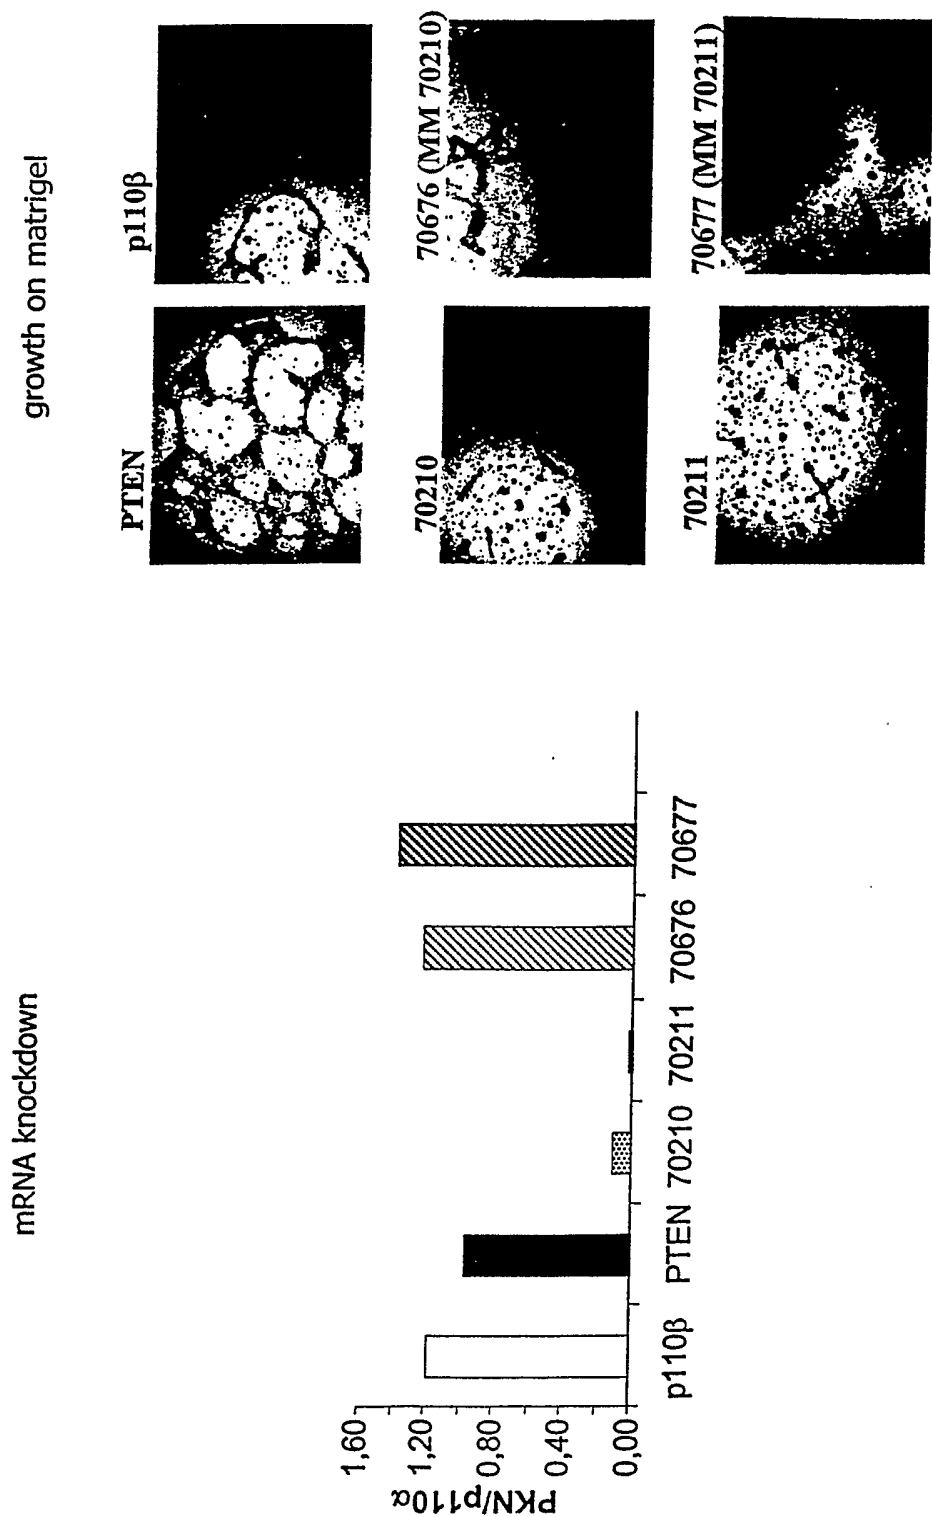 mRNA knockdown
growth on matrigel
PKN/p110α
1,60
1,20
0,80
0,40
0,00
p110β PTEN 70210 70211 70676 70677
PTEN
p110β
70210
70676 (MM 70210)
70211
70677 (MM 70211)